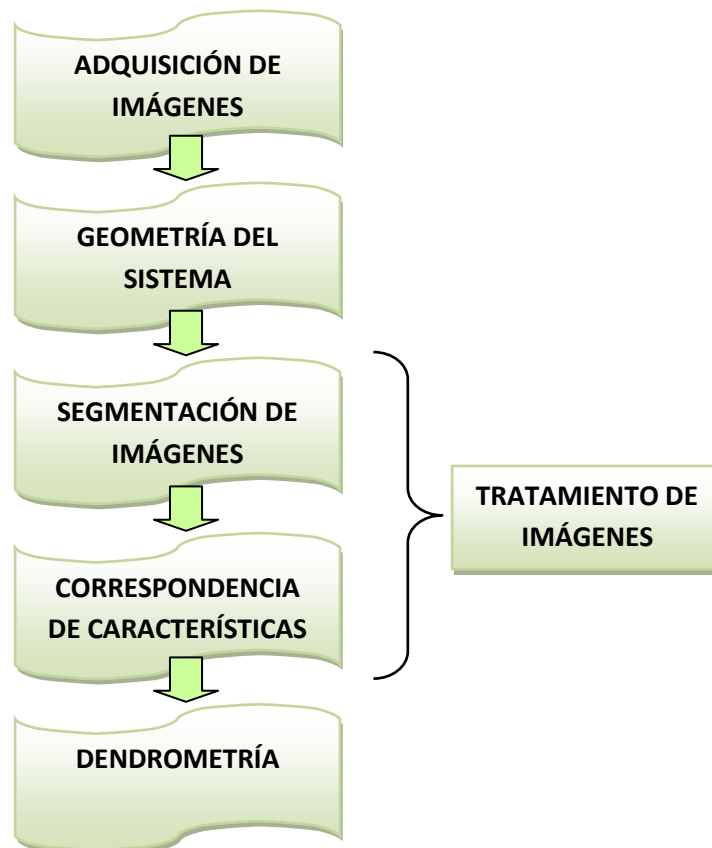 ADQUISICIÓN DE
IMÁGENES
GEOMETRÍA DEL
SISTEMA
SEGMENTACIÓN DE
IMÁGENES
CORRESPONDENCIA
DE CARACTERÍSTICAS
TRATAMIENTO DE
IMÁGENES
DENDROMETRÍA